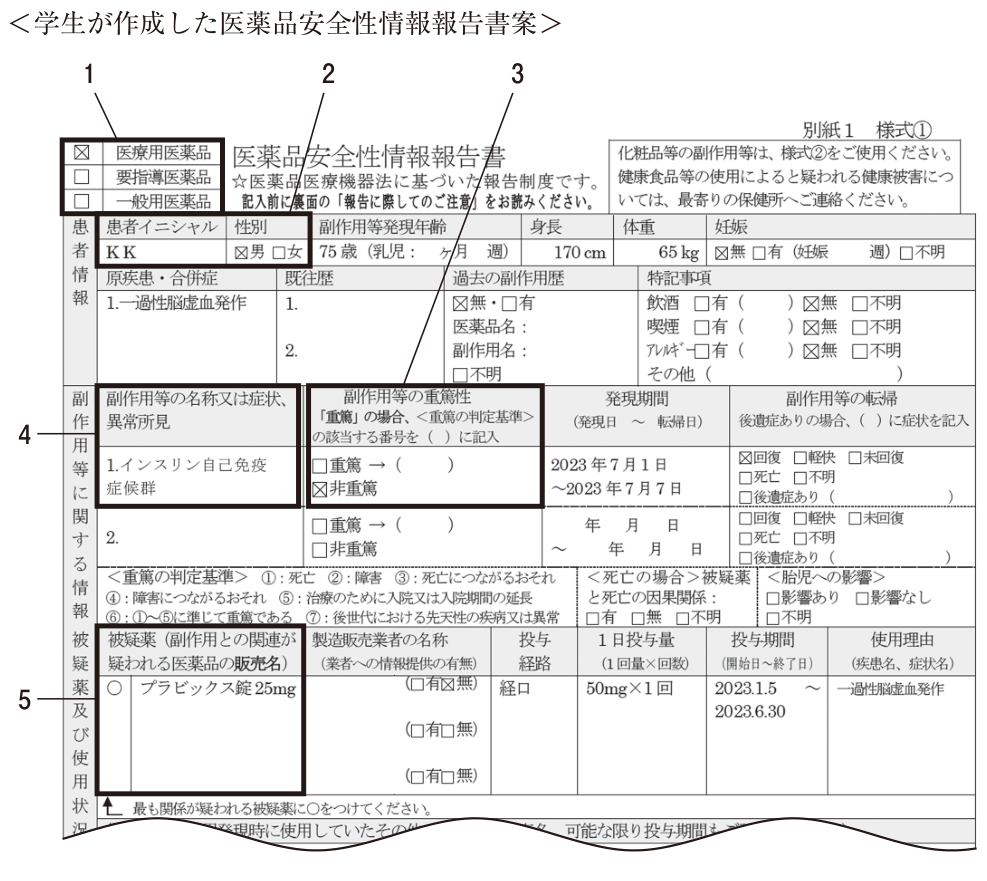 ＜学生が作成した医薬品安全性情報報告書案＞
1
2
3
別紙１　様式①
☒ 医療用医薬品
☐ 要指導医薬品
☐ 一般用医薬品
医薬品安全性情報報告書
☆医薬品医療機器法に基づいた報告制度です。
記入前に裏面の「報告に際してのご注意」をお読みください。
化粧品等の副作用等は、様式②をご使用ください。
健康食品等の使用によると疑われる健康被害につ
いては、最寄りの保健所へご連絡ください。
患者情報
患者イニシャル
KK
性別
☒男 ☐女
副作用等発現年齢
75歳（乳児：　ヶ月　週）
身長
170 cm
体重
65 kg
妊娠
☒無 ☐有（妊娠　　週）☐不明
原疾患・合併症
1.一過性脳虚血発作
既往歴
1.
2.
過去の副作用歴
☒無・☐有
医薬品名：
副作用名：
☐不明
特記事項
飲酒 ☐有（　　　）☒無 ☐不明
喫煙 ☐有（　　　）☒無 ☐不明
ｱﾚﾙｷﾞｰ☐有（　　　）☒無 ☐不明
その他（　　　　　　　　　　）
4
副作用等に関する情報
副作用等の名称又は症状、
異常所見
1.インスリン自己免疫
症候群
2.
副作用等の重篤性
「重篤」の場合、＜重篤の判定基準＞
の該当する番号を（　）に記入
☐重篤 →（　　　）
☒非重篤
☐重篤 →（　　　）
☐非重篤
発現期間
（発現日　～　転帰日）
2023 年 7 月 1 日
～2023 年 7 月 7 日
年　月　日
～　年　月　日
副作用等の転帰
後遺症ありの場合、（　）に症状を記入
☒回復 ☐軽快 ☐未回復
☐死亡 ☐不明
☐後遺症あり（　　　　　　　　）
☐回復 ☐軽快 ☐未回復
☐死亡 ☐不明
☐後遺症あり（　　　　　　　　）
＜重篤の判定基準＞　①：死亡　②：障害　③：死亡につながるおそれ
④：障害につながるおそれ　⑤：治療のために入院又は入院期間の延長
⑥：①～⑤に準じて重篤である　⑦：後世代における先天性の疾病又は異常
＜死亡の場合＞被疑薬
と死亡の因果関係：
☐有　☐無　☐不明
＜胎児への影響＞
☐影響あり　☐影響なし
☐不明
5
被疑薬及び使用状況
被疑薬（副作用との関連が
疑われる医薬品の販売名）
○　プラビックス錠 25mg
製造販売業者の名称
（業者への情報提供の有無）
（☐有☒無）
（☐有☐無）
（☐有☐無）
投与
経路
経口
１日投与量
（1回量×回数）
50mg×1 回
投与期間
（開始日～終了日）
2023.1.5　～
2023.6.30
使用理由
（疾患名、症状名）
一過性脳虚血発作
最も関係が疑われる被疑薬に○をつけてください。
発現時に使用していたその他
可能な限り投与期間も